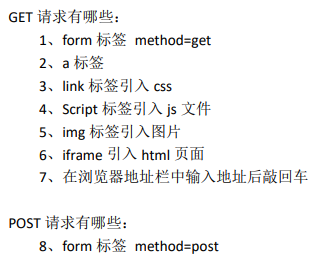 GET 请求有哪些：
1、form 标签 method=get
2、a 标签
3、link 标签引入 css
4、Script 标签引入 js 文件
5、img 标签引入图片
6、iframe 引入 html 页面
7、在浏览器地址栏中输入地址后敲回车
POST 请求有哪些：
8、form 标签 method=post